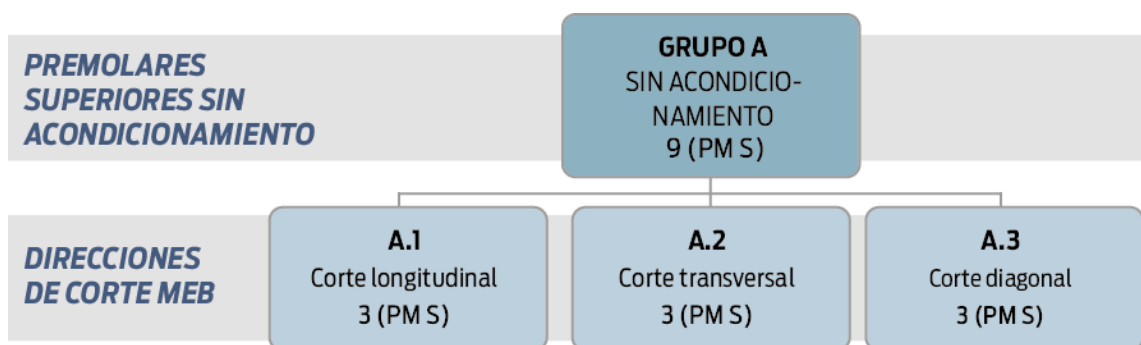 PREMOLARES
SUPERIORES SIN
ACONDICIONAMIENTO
GRUPO A
SIN ACONDICIO-
NAMIENTO
9 (PM S)
DIRECCIONES
DE CORTE MEB
A.1
Corte longitudinal
3 (PM S)
A.2
Corte transversal
3 (PM S)
A.3
Corte diagonal
3 (PM S)